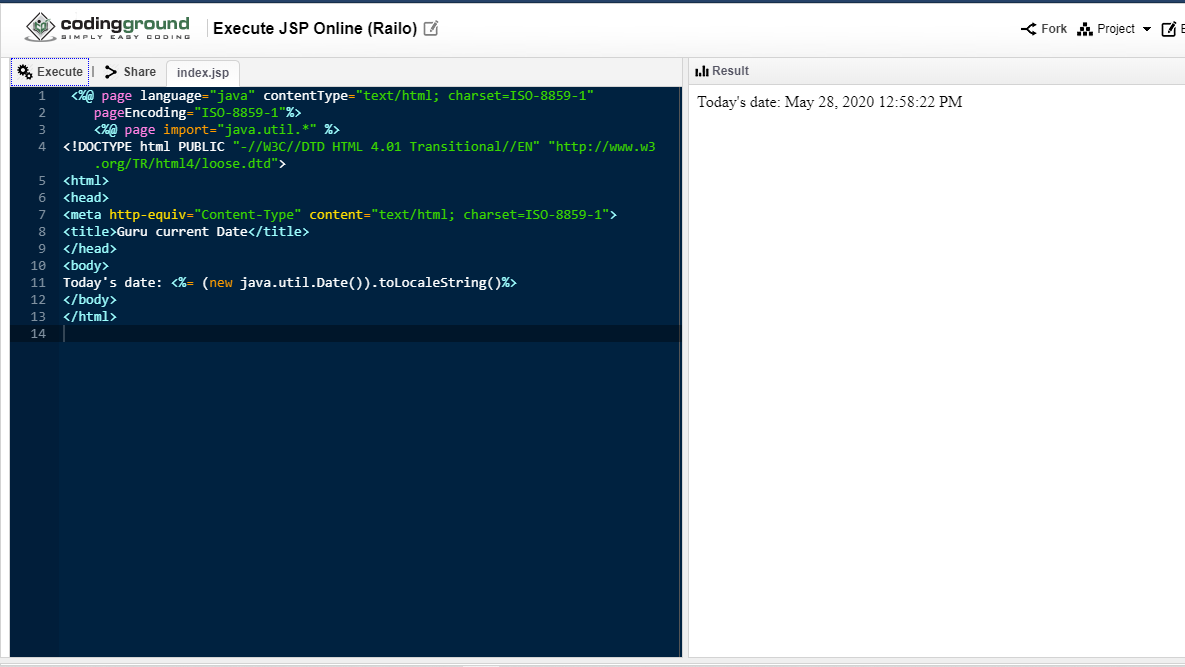 codingground
SIMPLY EASY CODING
Execute JSP Online (Railo)
Fork
Project
Execute | Share index.jsp
Result
1 <%@ page language="java" contentType="text/html; charset=ISO-8859-1"
2 pageEncoding="ISO-8859-1"%>
3 <%@ page import="java.util.*" %>
4 <!DOCTYPE html PUBLIC "-//W3C//DTD HTML 4.01 Transitional//EN" "http://www.w3
.org/TR/html4/loose.dtd">
5 <html>
6 <head>
7 <meta http-equiv="Content-Type" content="text/html; charset=ISO-8859-1">
8 <title>Guru current Date</title>
9 </head>
10 <body>
11 Today's date: <%= (new java.util.Date()).toLocaleString()%>
12 </body>
13 </html>
14
Today's date: May 28, 2020 12:58:22 PM